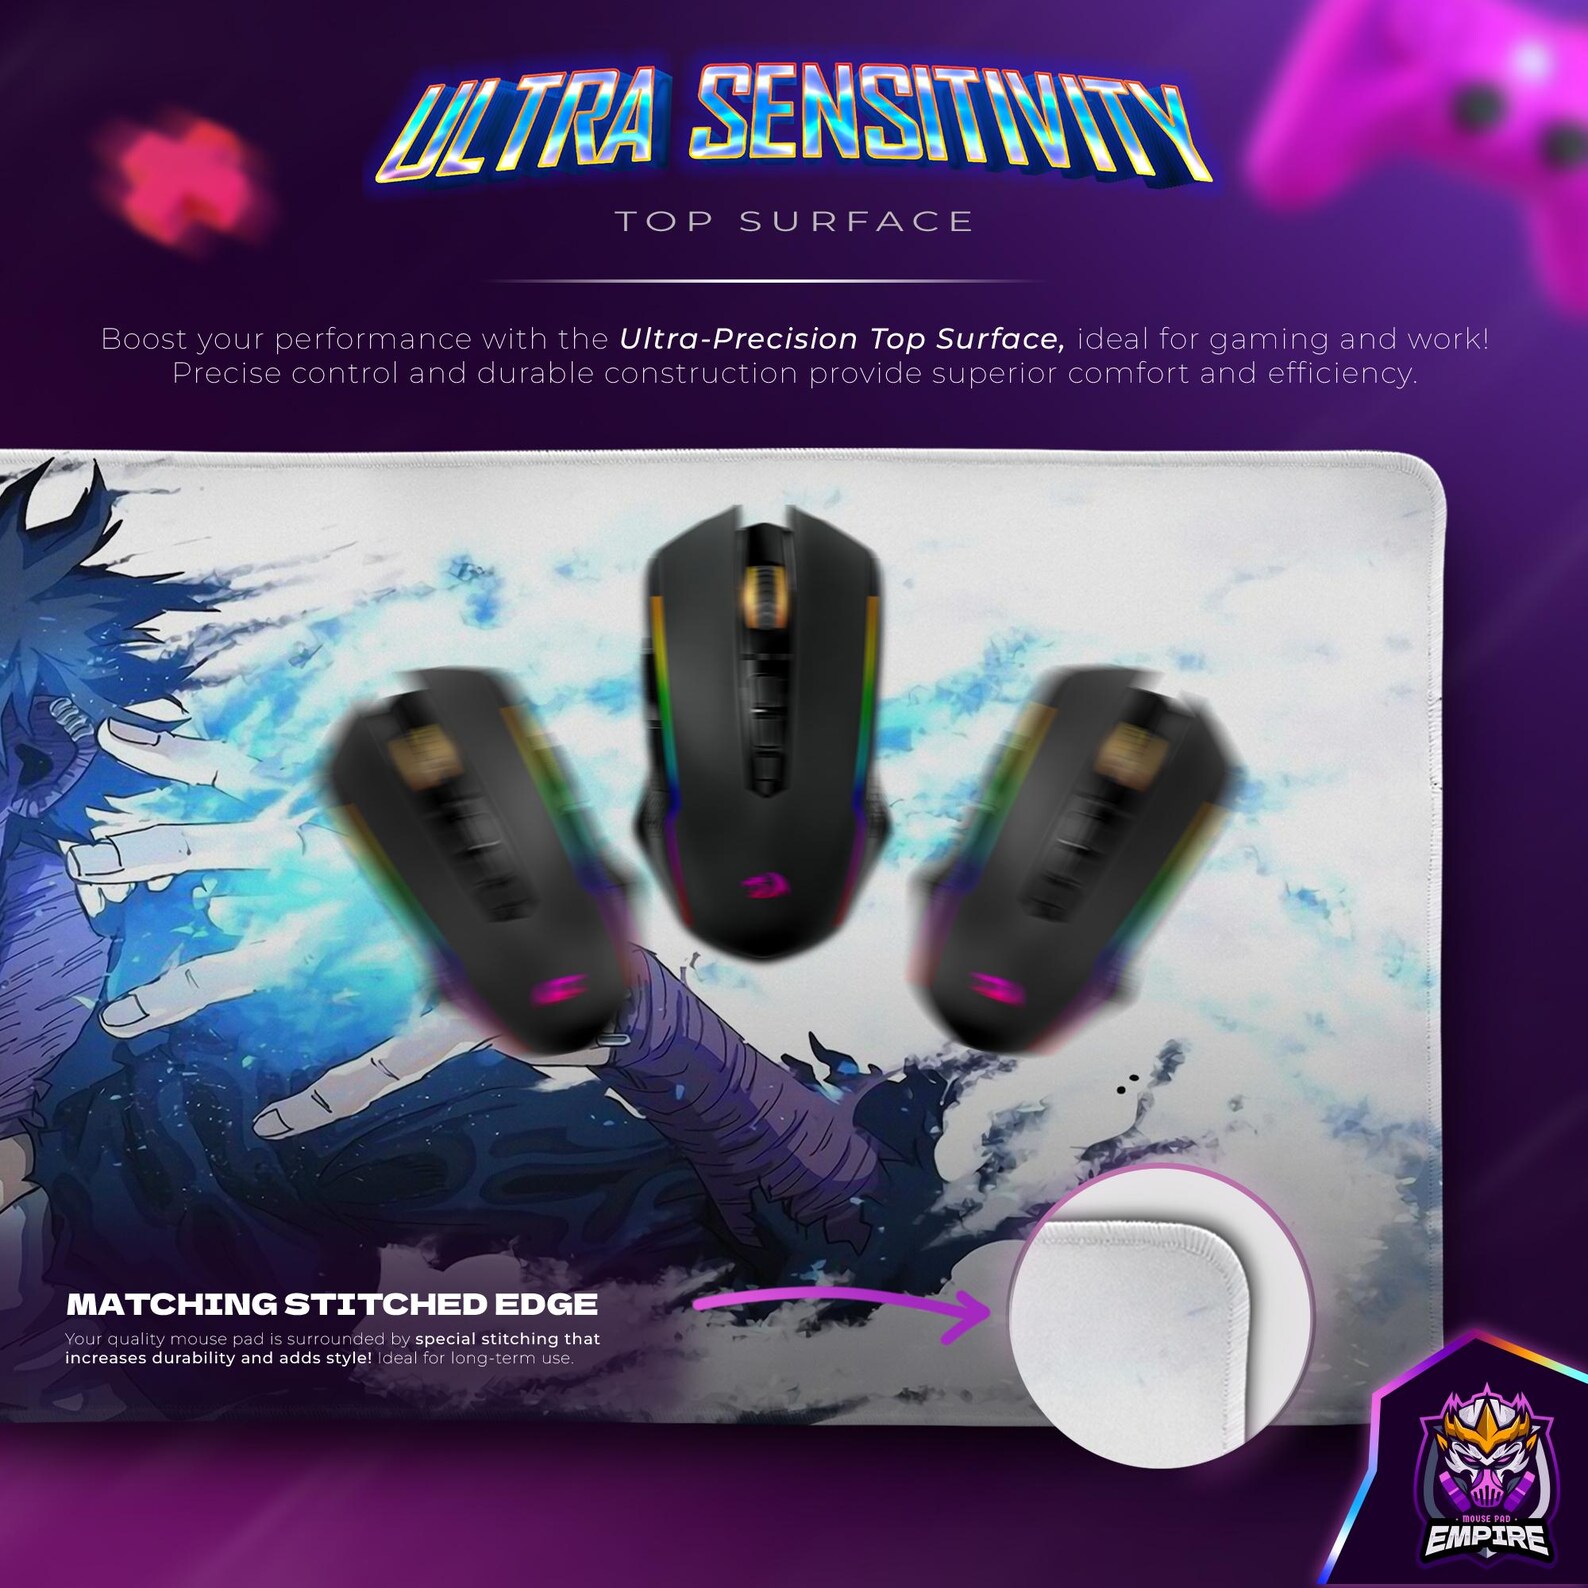 ULTRA SENSITIVITY
TOP SURFACE
Boost your performance with the Ultra-Precision Top Surface, ideal for gaming and work!
Precise control and durable construction provide superior comfort and efficiency.
MATCHING STITCHED EDGE
Your quality mouse pad is surrounded by special stitching that
increases durability and adds style! Ideal for long-term use.
• MOUSE PAD •
EMPIRE